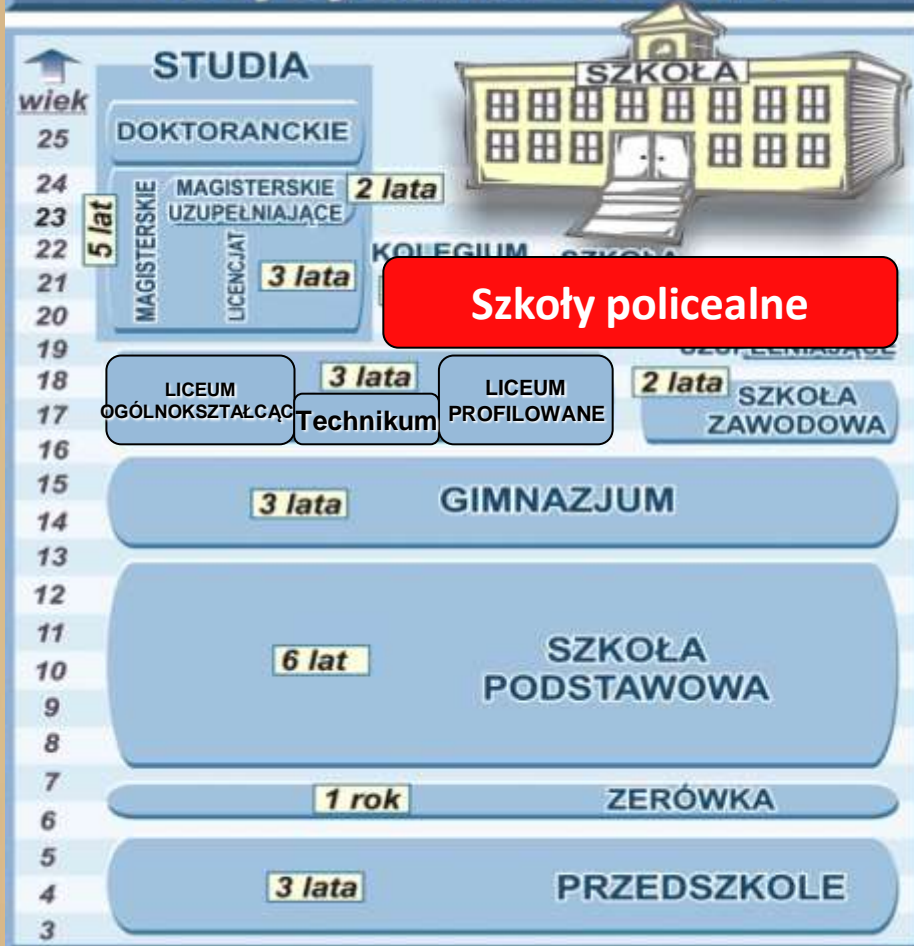 STUDIA
SZKOŁA
wiek
25
DOKTORANCKIE
24
MAGISTERSKIE
2 lata
23
UZUPEŁNIAJĄCE
5 lat
MAGISTERSKIE
LICENCJAT
22
KOLEGIUM
SZKOŁA
21
3 lata
Szkoły policealne
20
19
UZUPEŁNIAJĄCE
18
3 lata
2 lata
LICEUM
OGÓLNOKSZTAŁCĄC
Technikum
LICEUM
PROFILOWANE
SZKOŁA
ZAWODOWA
17
16
15
3 lata
GIMNAZJUM
14
13
12
11
6 lat
SZKOŁA
PODSTAWOWA
10
9
8
7
1 rok
ZERÓWKA
6
5
3 lata
PRZEDSZKOLE
4
3